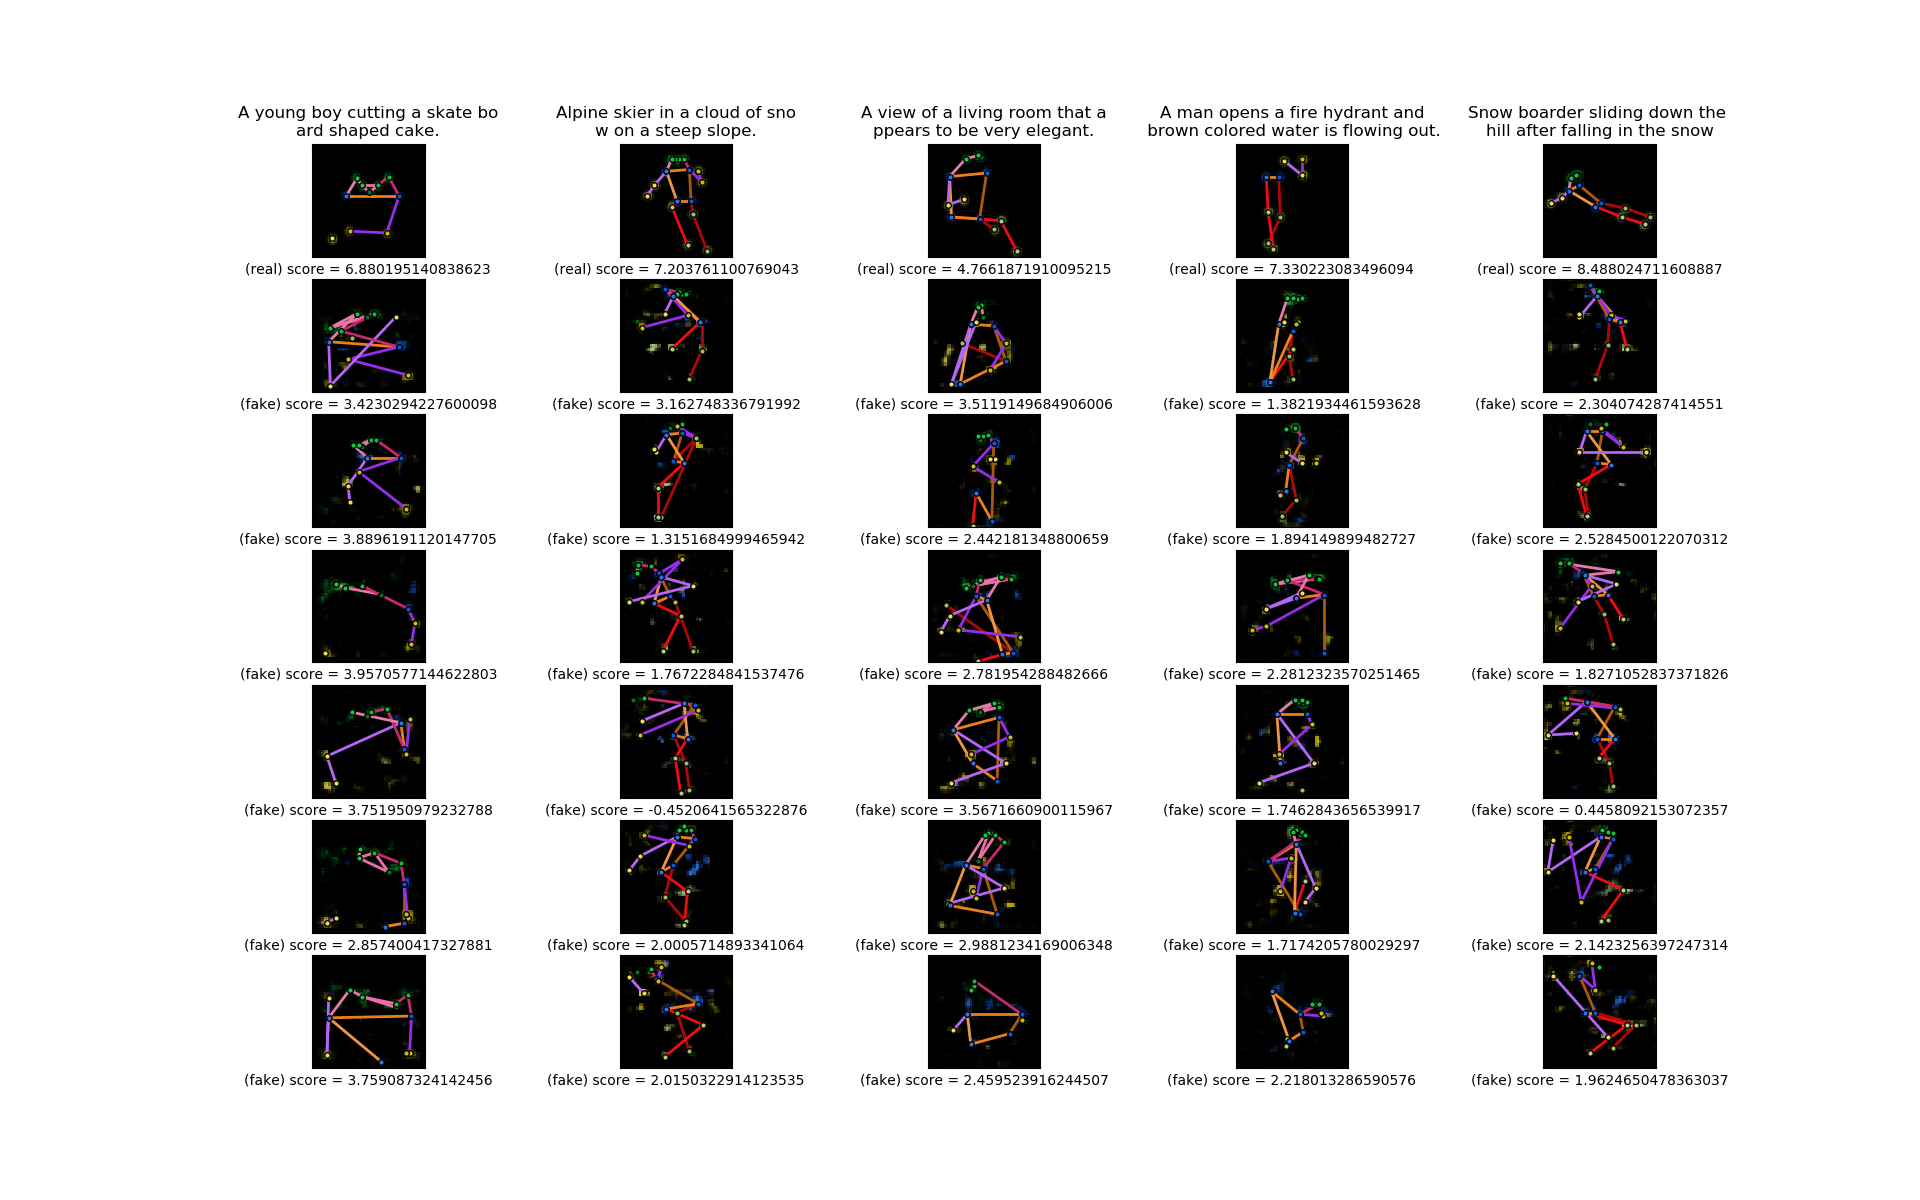 A young boy cutting a skate bo
ard shaped cake.
Alpine skier in a cloud of sno
w on a steep slope.
A view of a living room that a
ppears to be very elegant.
A man opens a fire hydrant and
brown colored water is flowing out.
Snow boarder sliding down the
hill after falling in the snow
(real) score = 6.880195140838623
(real) score = 7.203761100769043
(real) score = 4.7661871910095215
(real) score = 7.330223083496094
(real) score = 8.488024711608887
(fake) score = 3.4230294227600098
(fake) score = 3.162748336791992
(fake) score = 3.5119149684906006
(fake) score = 1.3821934461593628
(fake) score = 2.304074287414551
(fake) score = 3.8896191120147705
(fake) score = 1.3151684999465942
(fake) score = 2.442181348800659
(fake) score = 1.894149899482727
(fake) score = 2.5284500122070312
(fake) score = 3.9570577144622803
(fake) score = 1.7672284841537476
(fake) score = 2.781954288482666
(fake) score = 2.2812323570251465
(fake) score = 1.8271052837371826
(fake) score = 3.751950979232788
(fake) score = -0.4520641565322876
(fake) score = 3.5671660900115967
(fake) score = 1.7462843656539917
(fake) score = 0.4458092153072357
(fake) score = 2.857400417327881
(fake) score = 2.0005714893341064
(fake) score = 2.9881234169006348
(fake) score = 1.7174205780029297
(fake) score = 2.1423256397247314
(fake) score = 3.759087324142456
(fake) score = 2.0150322914123535
(fake) score = 2.459523916244507
(fake) score = 2.218013286590576
(fake) score = 1.9624650478363037